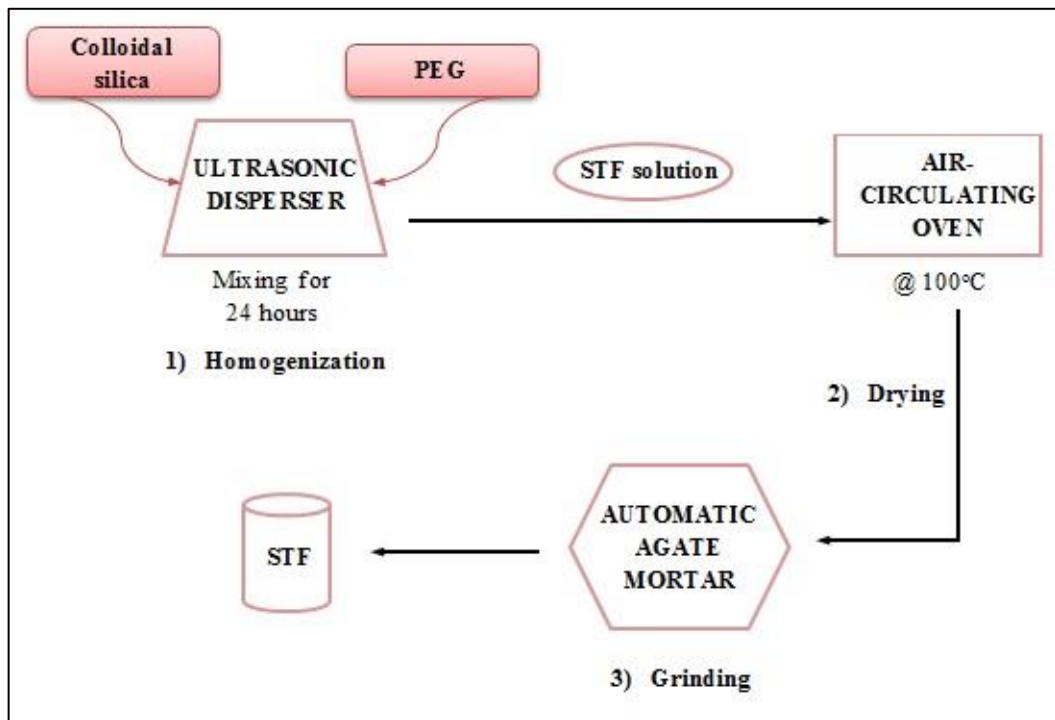 Colloidal
silica
PEG
ULTRASONIC
DISPERSER
STF solution
AIR-
CIRCULATING
OVEN
Mixing for
24 hours
@ 100°C
1) Homogenization
2) Drying
AUTOMATIC
AGATE
MORTAR
STF
3) Grinding